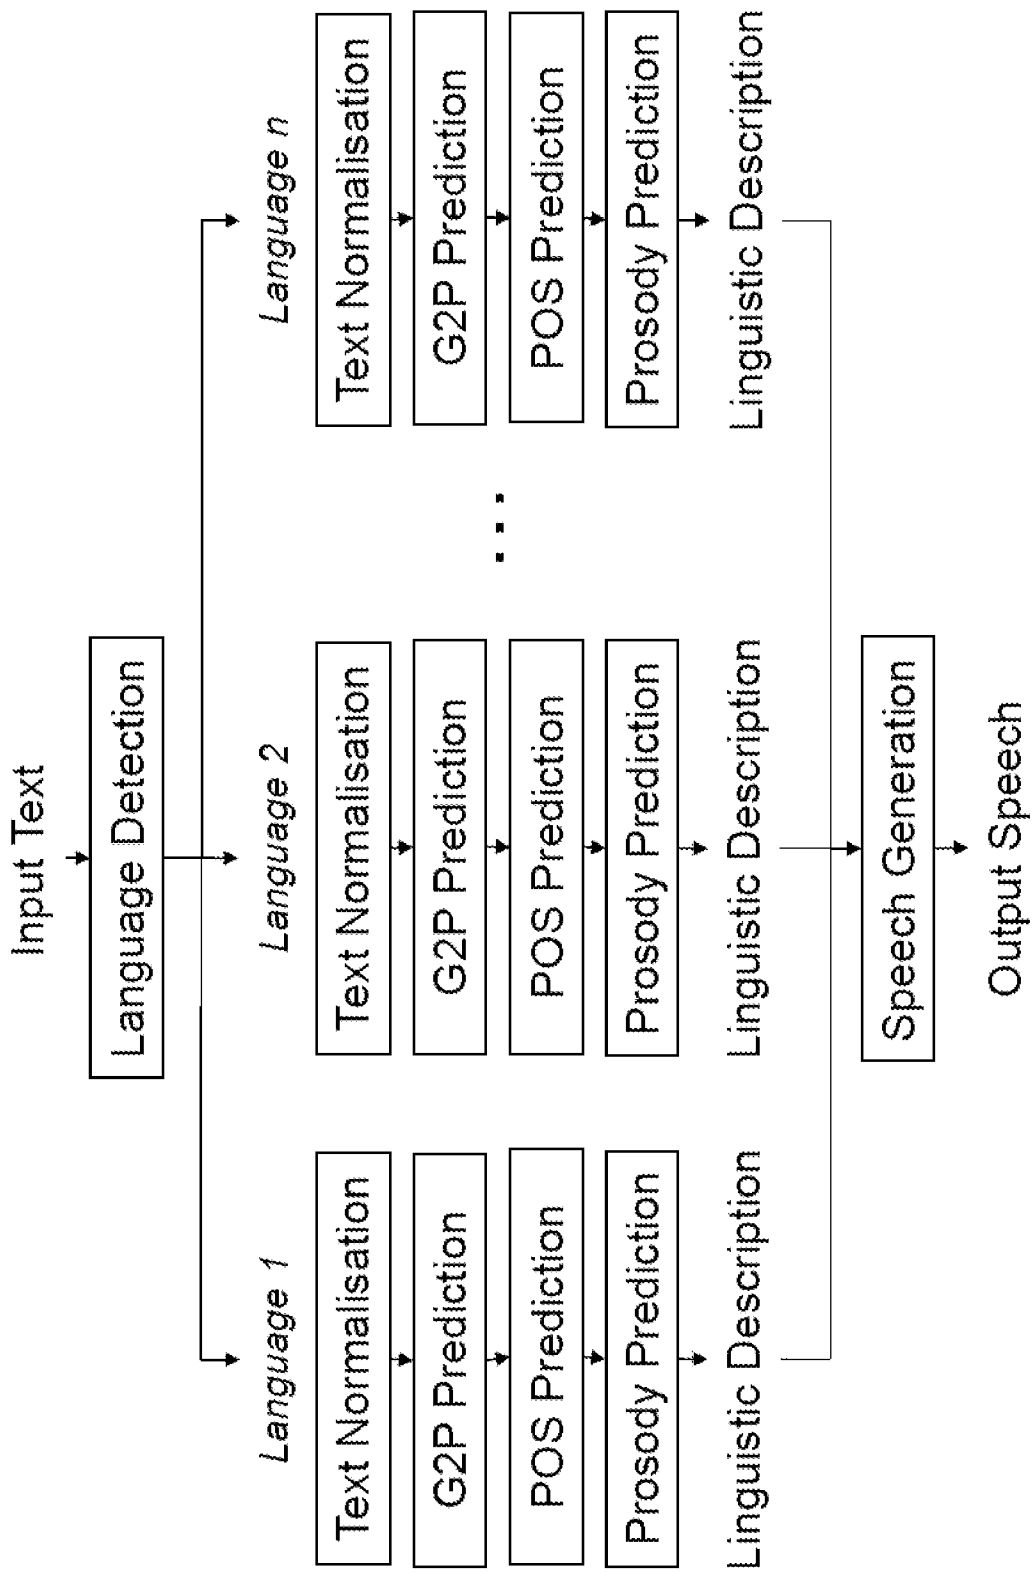 Input Text
Language Detection
Language 1
Text Normalisation
G2P Prediction
POS Prediction
Prosody Prediction
Linguistic Description
Language 2
Text Normalisation
G2P Prediction
POS Prediction
Prosody Prediction
Linguistic Description
...
Language n
Text Normalisation
G2P Prediction
POS Prediction
Prosody Prediction
Linguistic Description
Speech Generation
Output Speech